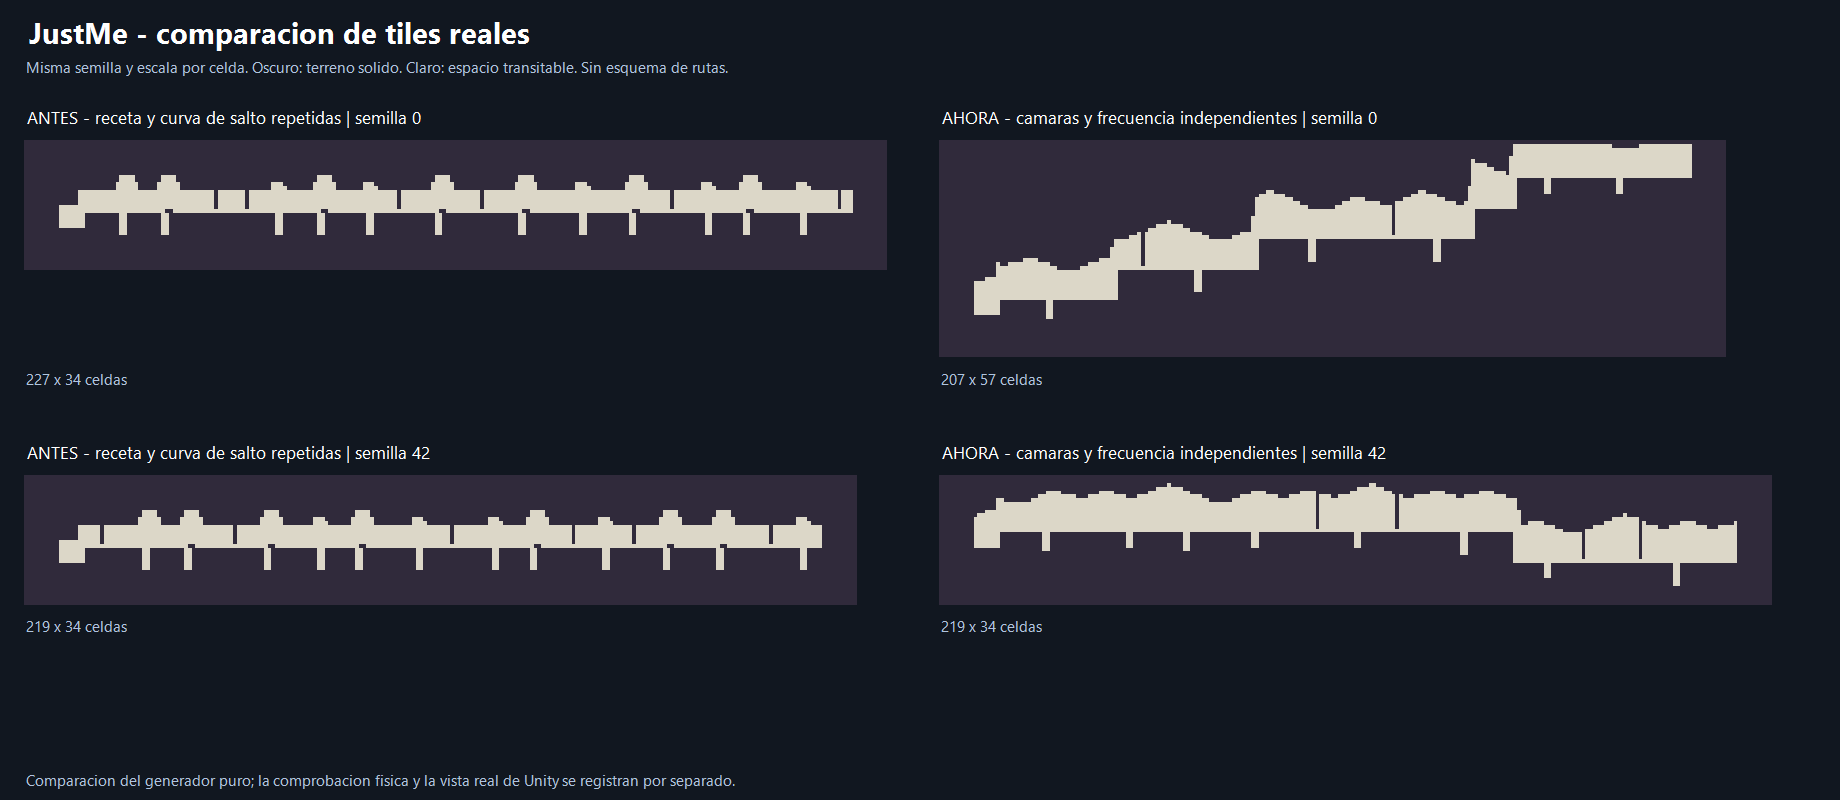 JustMe - comparacion de tiles reales
Misma semilla y escala por celda. Oscuro: terreno solido. Claro: espacio transitable. Sin esquema de rutas.
ANTES - receta y curva de salto repetidas | semilla 0
AHORA - camaras y frecuencia independientes | semilla 0
227 x 34 celdas
207 x 57 celdas
ANTES - receta y curva de salto repetidas | semilla 42
AHORA - camaras y frecuencia independientes | semilla 42
219 x 34 celdas
219 x 34 celdas
Comparacion del generador puro; la comprobacion fisica y la vista real de Unity se registran por separado.